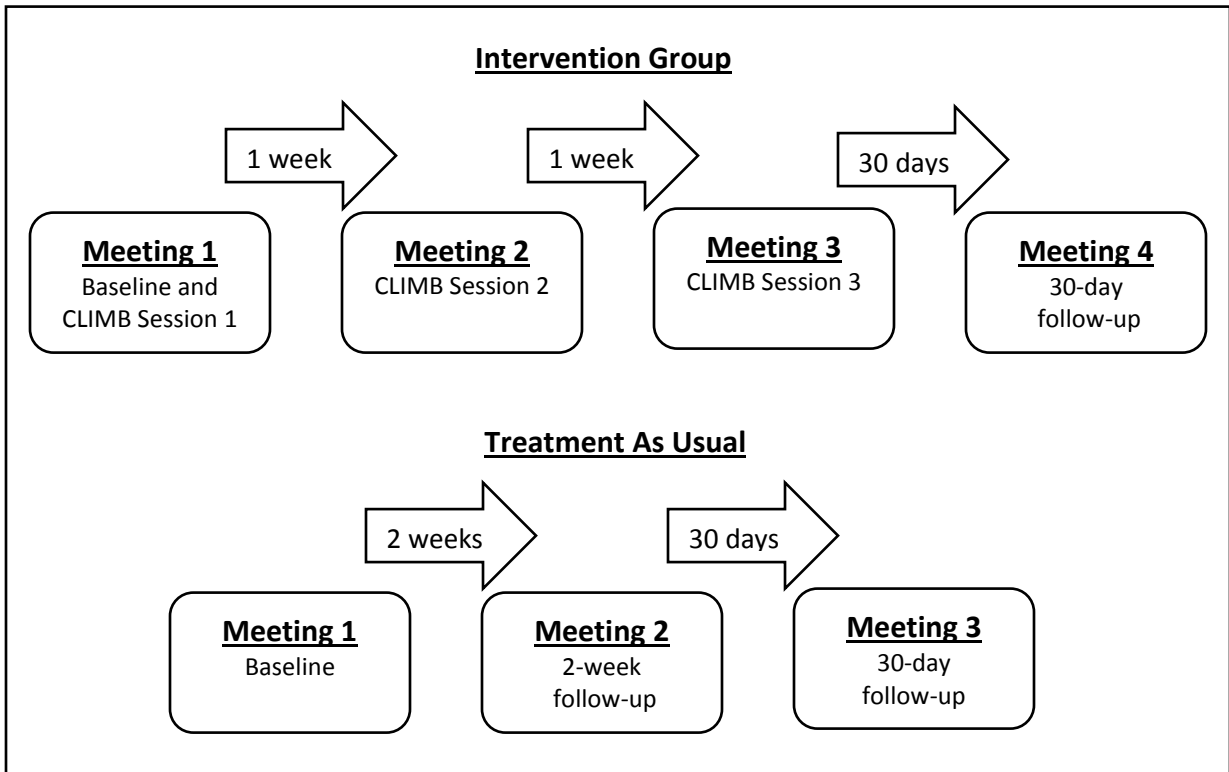 Intervention Group
1 week
1 week
30 days
Meeting 1
Baseline and
CLIMB Session 1
Meeting 2
CLIMB Session 2
Meeting 3
CLIMB Session 3
Meeting 4
30-day
follow-up
Treatment As Usual
2 weeks
30 days
Meeting 1
Baseline
Meeting 2
2-week
follow-up
Meeting 3
30-day
follow-up